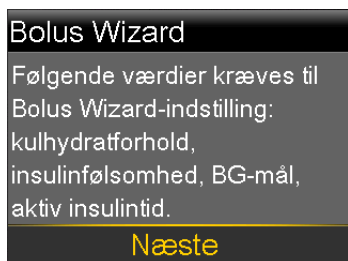 Bolus Wizard
Følgende værdier kræves til
Bolus Wizard-indstilling:
kulhydratforhold,
insulinfølsomhed, BG-mål,
aktiv insulintid.
Næste